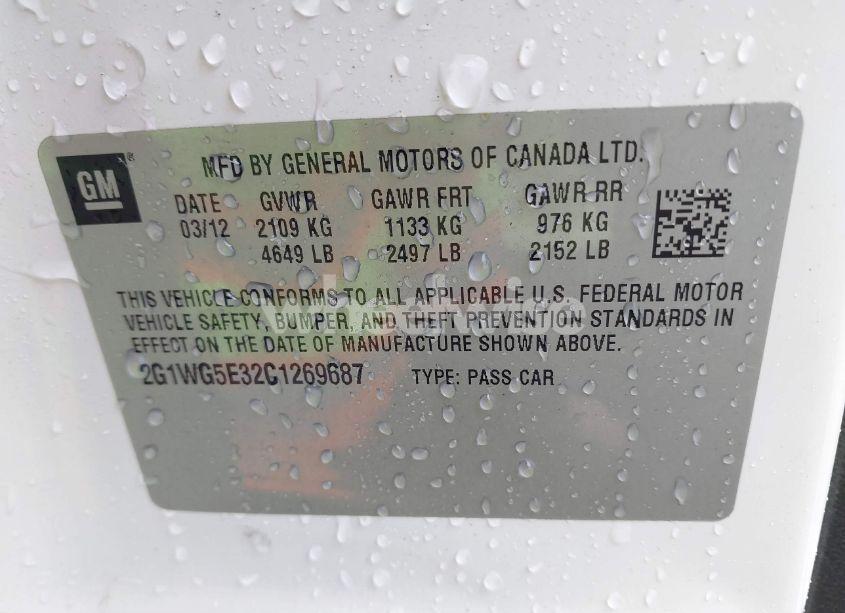 GM ® MFD BY GENERAL MOTORS OF CANADA LTD.
DATE GVWR GAWR FRT GAWR RR
03/12 2109 KG 1133 KG 976 KG
4649 LB 2497 LB 2152 LB
THIS VEHICLE CONFORMS TO ALL APPLICABLE U.S. FEDERAL MOTOR
VEHICLE SAFETY, BUMPER, AND THEFT PREVENTION STANDARDS IN
EFFECT ON THE DATE OF MANUFACTURE SHOWN ABOVE.
2G1WG5E32C1269687 TYPE: PASS CAR